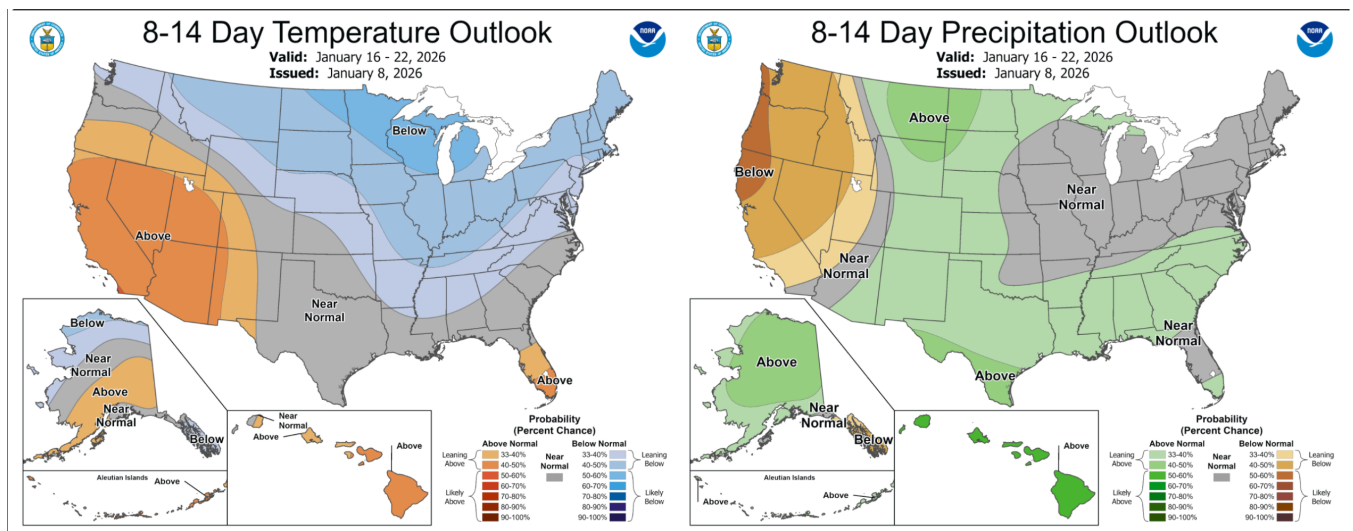 8-14 Day Temperature Outlook
Valid: January 16 - 22, 2026
Issued: January 8, 2026
NOAA
Below
Above
Near
Normal
Above
Below
Near
Normal
Above
Near
Normal
Below
Near
Normal
Above
Above
Aleutian Islands
Above
Probability
(Percent Chance)
Above Normal
Below Normal
Leaning
Above
Likely
Above
33-40%
40-50%
50-60%
60-70%
70-80%
80-90%
90-100%
Near
Normal
33-40%
40-50%
50-60%
60-70%
70-80%
80-90%
90-100%
Leaning
Below
Likely
Below
8-14 Day Precipitation Outlook
Valid: January 16 - 22, 2026
Issued: January 8, 2026
NOAA
Above
Below
Near
Normal
Near
Normal
Near
Normal
Above
Above
Near
Normal
Below
Above
Aleutian Islands
Above
Above
Probability
(Percent Chance)
Above Normal
Below Normal
Leaning
Above
Likely
Above
33-40%
40-50%
50-60%
60-70%
70-80%
80-90%
90-100%
Near
Normal
33-40%
40-50%
50-60%
60-70%
70-80%
80-90%
90-100%
Leaning
Below
Likely
Below